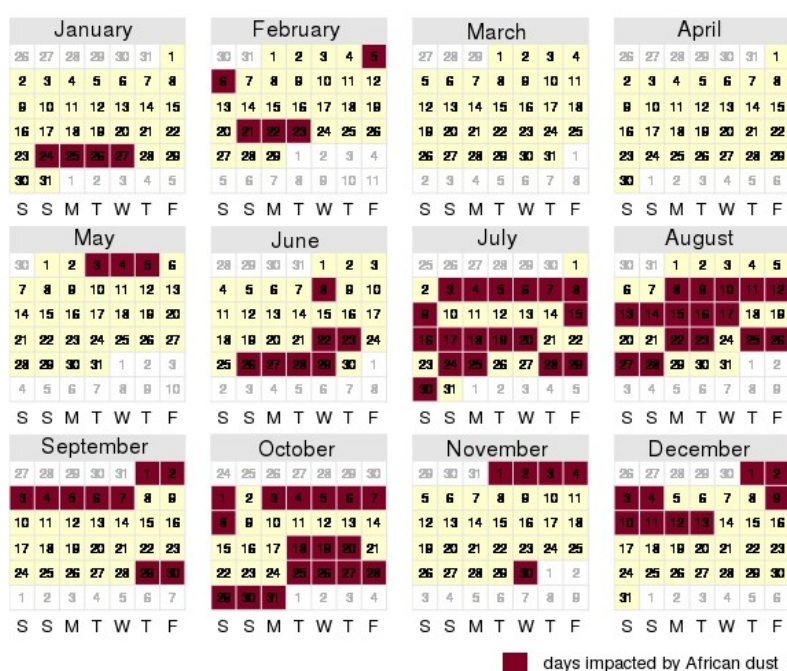 January
26 27 28 29 30 31 1
2 3 4 5 6 7 8
9 10 11 12 13 14 15
16 17 18 19 20 21 22
23 24 25 26 27 28 29
30 31 1 2 3 4 5
S S M T W T F
February
30 31 1 2 3 4 5
6 7 8 9 10 11 12
13 14 15 16 17 18 19
20 21 22 23 24 25 26
27 28 29 1 2 3 4
5 6 7 8 9 10 11
S S M T W T F
March
27 28 29 1 2 3 4
5 6 7 8 9 10 11
12 13 14 15 16 17 18
19 20 21 22 23 24 25
26 27 28 29 30 31 1
2 3 4 5 6 7 8
S S M T W T F
April
26 27 28 29 30 31 1
2 3 4 5 6 7 8
9 10 11 12 13 14 15
16 17 18 19 20 21 22
23 24 25 26 27 28 29
30 1 2 3 4 5 6
S S M T W T F
May
30 1 2 3 4 5 6
7 8 9 10 11 12 13
14 15 16 17 18 19 20
21 22 23 24 25 26 27
28 29 30 31 1 2 3
4 5 6 7 8 9 10
S S M T W T F
June
28 29 30 31 1 2 3
4 5 6 7 8 9 10
11 12 13 14 15 16 17
18 19 20 21 22 23 24
25 26 27 28 29 30 1
2 3 4 5 6 7 8
S S M T W T F
July
25 26 27 28 29 30 1
2 3 4 5 6 7 8
9 10 11 12 13 14 15
16 17 18 19 20 21 22
23 24 25 26 27 28 29
30 31 1 2 3 4 5
S S M T W T F
August
30 31 1 2 3 4 5
6 7 8 9 10 11 12
13 14 15 16 17 18 19
20 21 22 23 24 25 26
27 28 29 30 31 1 2
3 4 5 6 7 8 9
S S M T W T F
September
27 28 29 30 31 1 2
3 4 5 6 7 8 9
10 11 12 13 14 15 16
17 18 19 20 21 22 23
24 25 26 27 28 29 30
1 2 3 4 5 6 7
S S M T W T F
October
24 25 26 27 28 29 30
1 2 3 4 5 6 7
8 9 10 11 12 13 14
15 16 17 18 19 20 21
22 23 24 25 26 27 28
29 30 31 1 2 3 4
S S M T W T F
November
29 30 31 1 2 3 4
5 6 7 8 9 10 11
12 13 14 15 16 17 18
19 20 21 22 23 24 25
26 27 28 29 30 1 2
3 4 5 6 7 8 9
S S M T W T F
December
26 27 28 29 30 1 2
3 4 5 6 7 8 9
10 11 12 13 14 15 16
17 18 19 20 21 22 23
24 25 26 27 28 29 30
31 1 2 3 4 5 6
S S M T W T F
days impacted by African dust